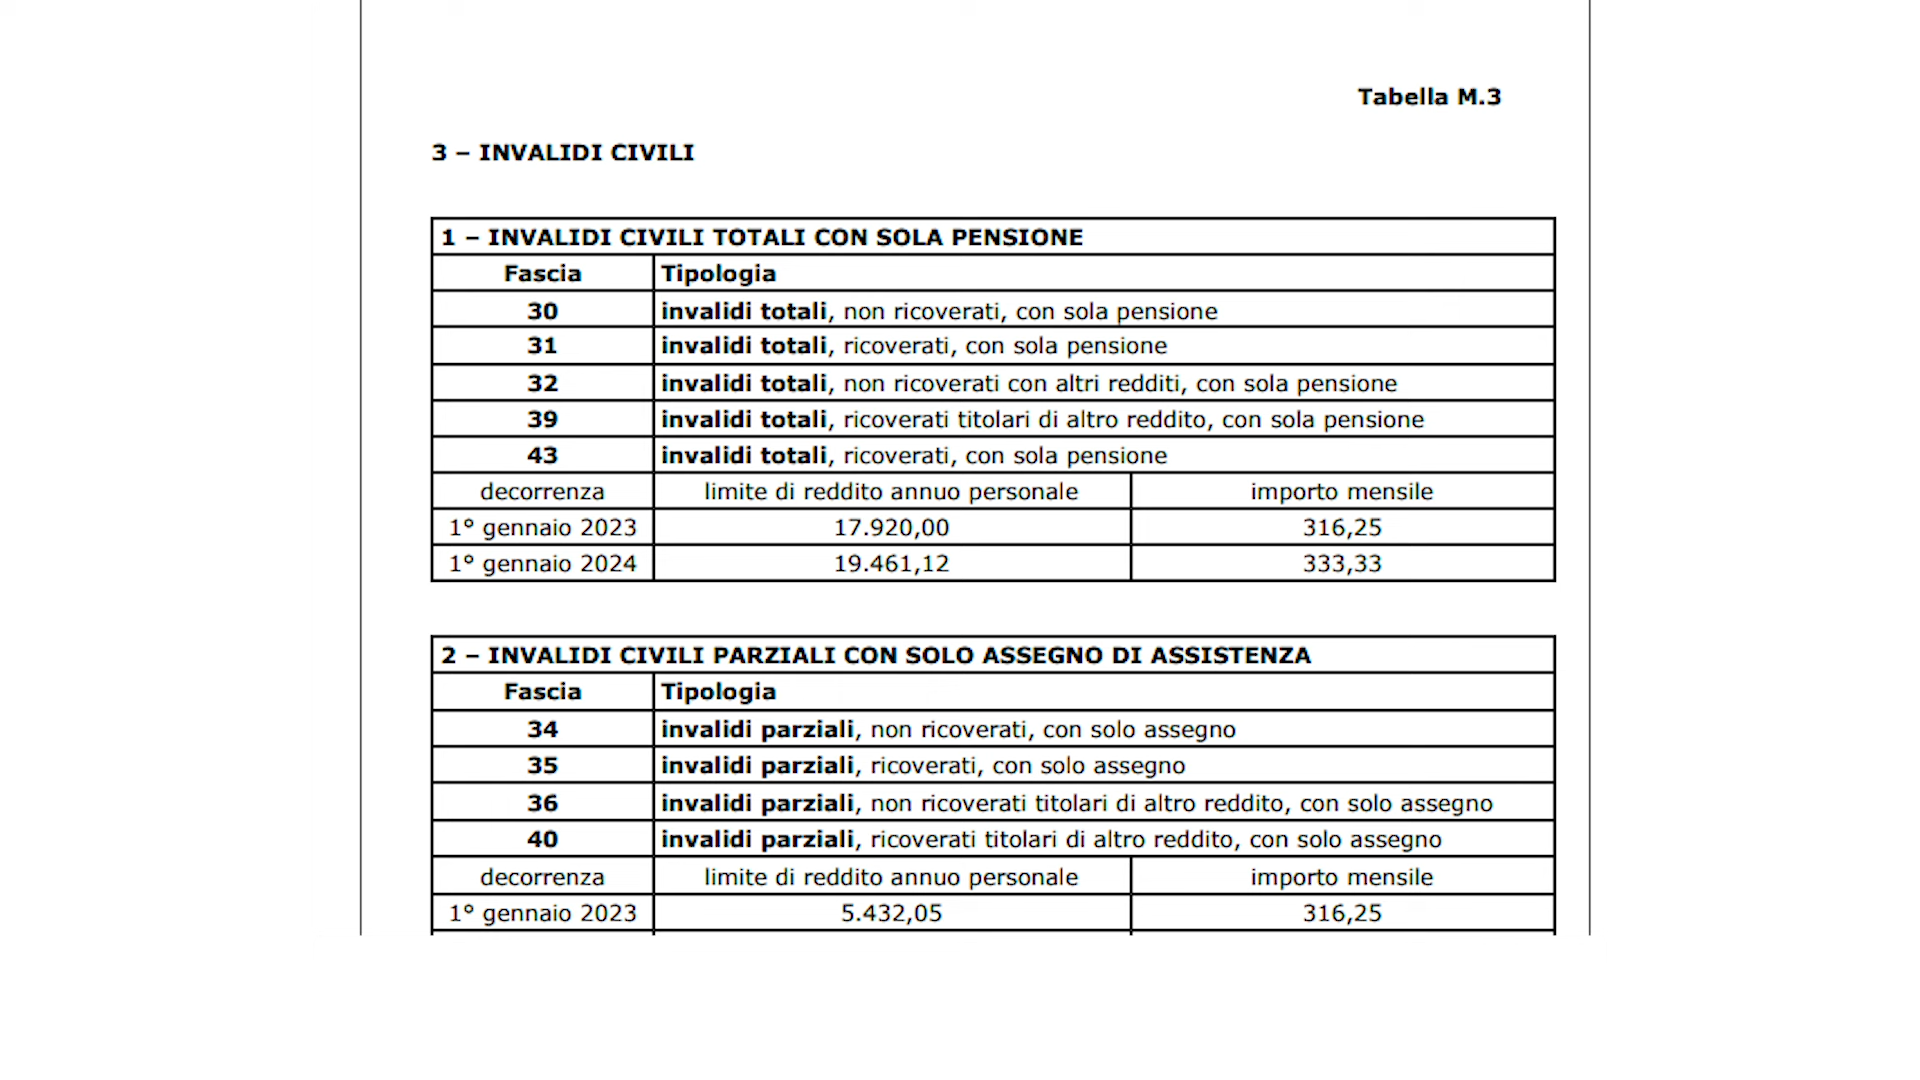 Tabella M.3
3 – INVALIDI CIVILI
1 – INVALIDI CIVILI TOTALI CON SOLA PENSIONE
Fascia Tipologia
30 invalidi totali, non ricoverati, con sola pensione
31 invalidi totali, ricoverati, con sola pensione
32 invalidi totali, non ricoverati con altri redditi, con sola pensione
39 invalidi totali, ricoverati titolari di altro reddito, con sola pensione
43 invalidi totali, ricoverati, con sola pensione
decorrenza limite di reddito annuo personale importo mensile
1° gennaio 2023 17.920,00 316,25
1° gennaio 2024 19.461,12 333,33
2 – INVALIDI CIVILI PARZIALI CON SOLO ASSEGNO DI ASSISTENZA
Fascia Tipologia
34 invalidi parziali, non ricoverati, con solo assegno
35 invalidi parziali, ricoverati, con solo assegno
36 invalidi parziali, non ricoverati titolari di altro reddito, con solo assegno
40 invalidi parziali, ricoverati titolari di altro reddito, con solo assegno
decorrenza limite di reddito annuo personale importo mensile
1° gennaio 2023 5.432,05 316,25